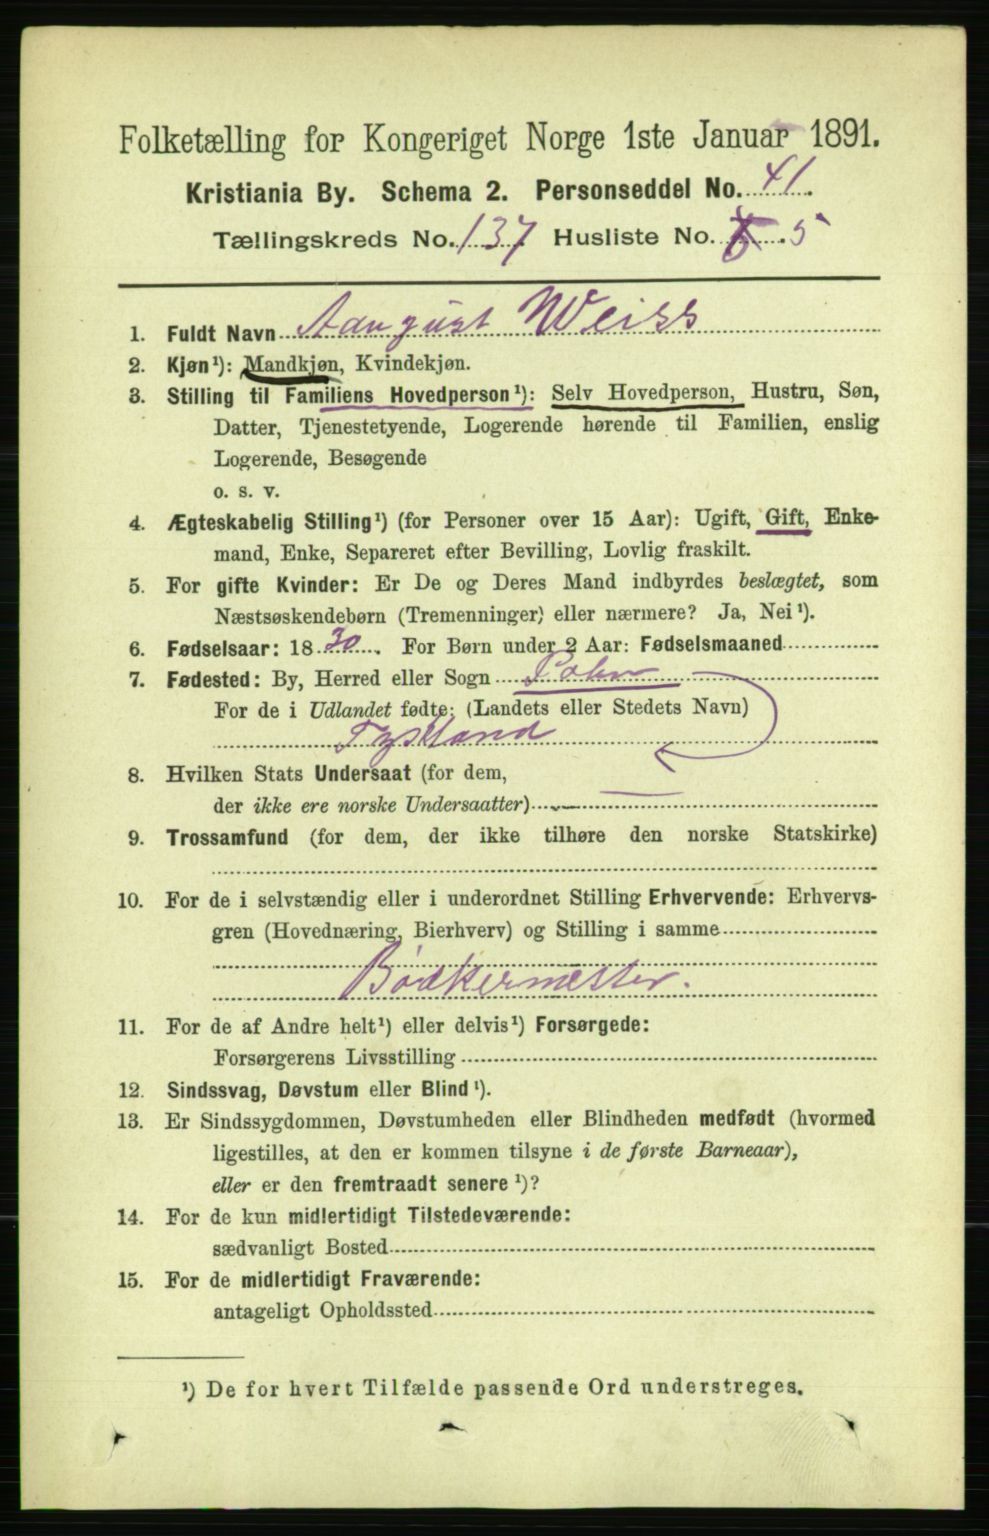 Folketælling for Kongeriget Norge 1ste Januar 1891.
Kristiania By. Schema 2. Personseddel No. 41.
Tællingskreds No. 137 Husliste No. 5
1. Fuldt Navn Aaugust Weiss
2. Kjøn¹): Mandkjøn, Kvindekjøn.
3. Stilling til Familiens Hovedperson¹): Selv Hovedperson, Hustru, Søn,
Datter, Tjenestetyende, Logerende hørende til Familien, enslig
Logerende, Besøgende
o. s. v.
4. Ægteskabelig Stilling¹) (for Personer over 15 Aar): Ugift, Gift, Enke-
mand, Enke, Separeret efter Bevilling, Lovlig fraskilt.
5. For gifte Kvinder: Er De og Deres Mand indbyrdes beslægtet, som
Næstsøskendebørn (Tremenninger) eller nærmere? Ja, Nei¹).
6. Fødselsaar: 1830. For Børn under 2 Aar: Fødselsmaaned
7. Fødested: By, Herred eller Sogn
For de i Udlandet fødte: (Landets eller Stedets Navn)
Tyskland
8. Hvilken Stats Undersaat (for dem,
der ikke ere norske Undersaatter)
9. Trossamfund (for dem, der ikke tilhøre den norske Statskirke)
10. For de i selvstændig eller i underordnet Stilling Erhvervende: Erhvervs-
gren (Hovednæring, Bierhverv) og Stilling i samme
Bødkermester.
11. For de af Andre helt¹) eller delvis¹) Forsørgede:
Forsørgerens Livsstilling
12. Sindssvag, Døvstum eller Blind¹).
13. Er Sindssygdommen, Døvstumheden eller Blindheden medfødt (hvormed
ligestilles, at den er kommen tilsyne i de første Barneaar),
eller er den fremtraadt senere¹)?
14. For de kun midlertidigt Tilstedeværende:
sædvanligt Bosted
15. For de midlertidigt Fraværende:
antageligt Opholdssted
¹) De for hvert Tilfælde passende Ord understreges.